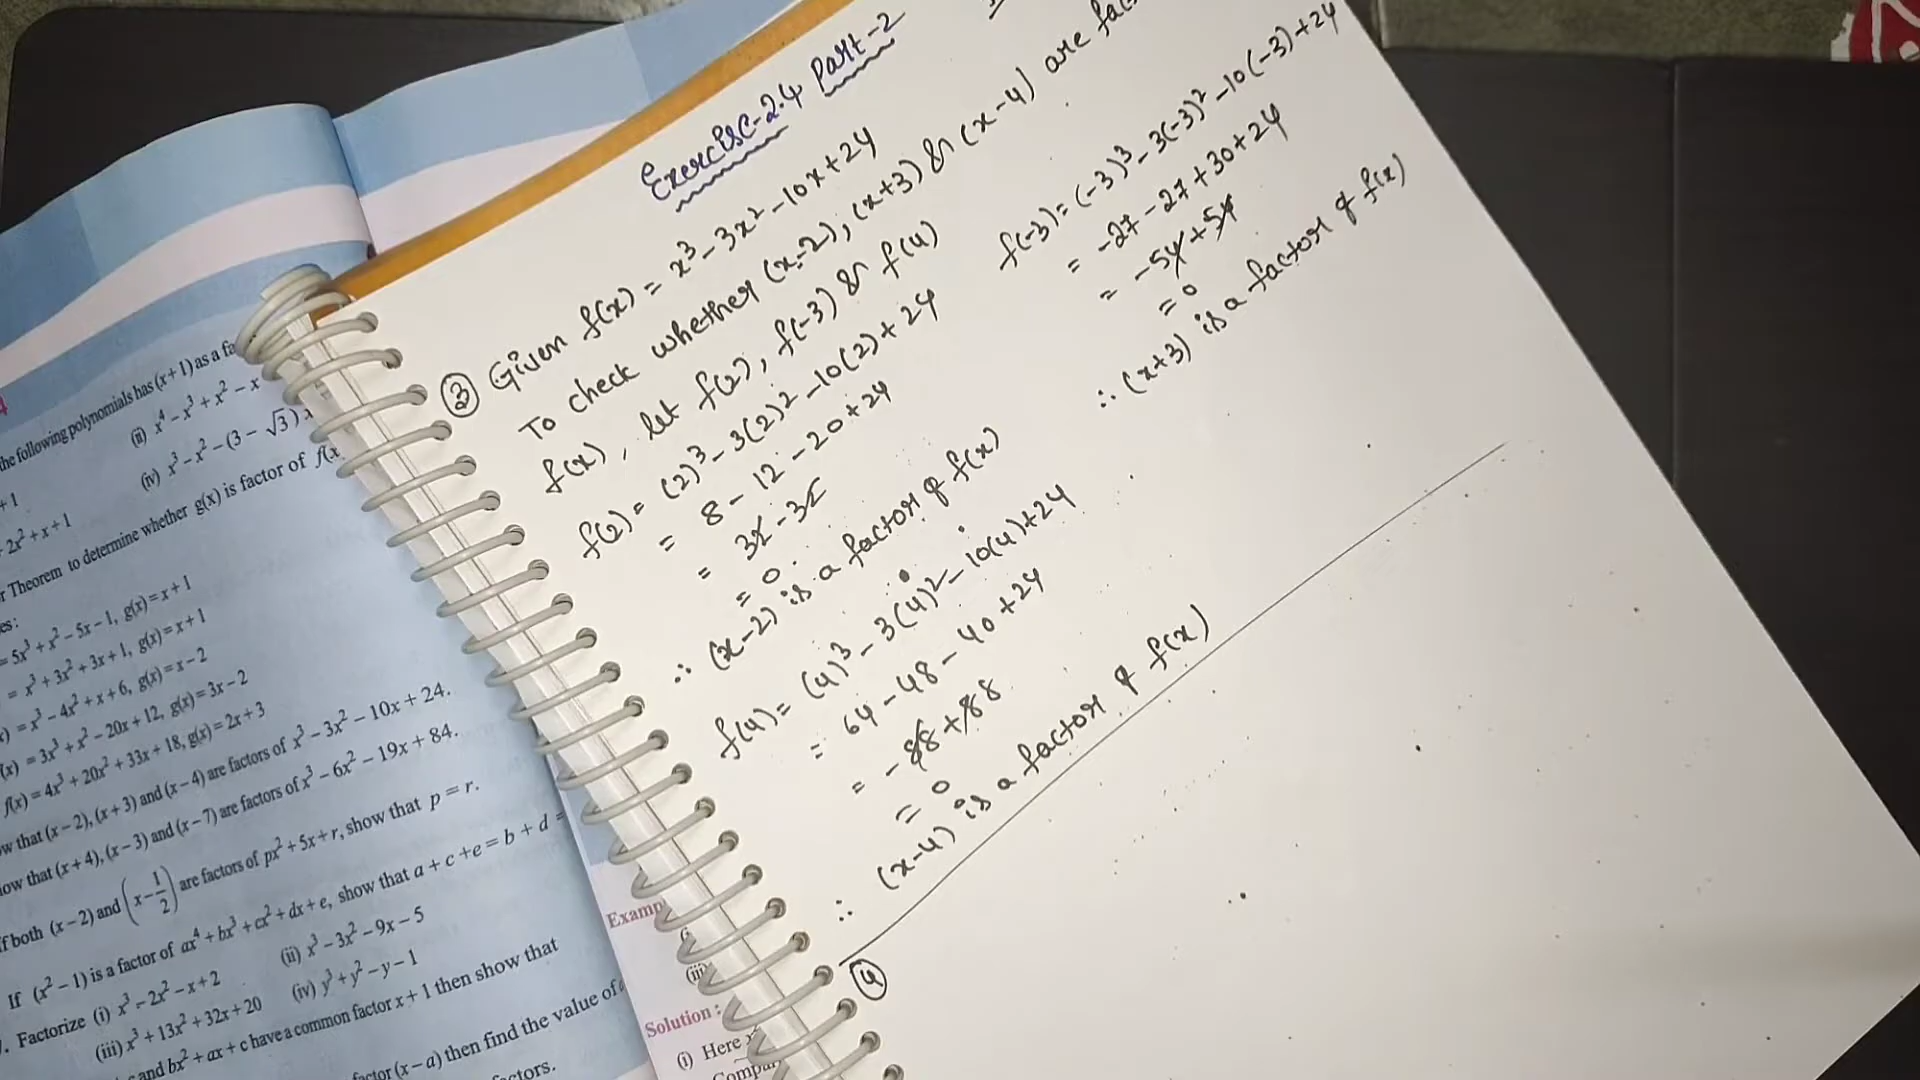 the following polynomials has (x + 1) as a fa
+ 1
(ii) x⁴ – x³ + x² – x
2x² + x + 1
(iv) x³ – x² – (3 – √3) x
Theorem to determine whether g(x) is factor of f(x
es:
= 5x³ + x² – 5x – 1, g(x) = x + 1
= x³ + 3x² + 3x + 1, g(x) = x + 1
) = x³ – 4x² + x + 6, g(x) = x – 2
(x) = 3x³ + x² – 20x + 12, g(x) = 3x – 2
f(x) = 4x³ + 20x² + 33x + 18, g(x) = 2x + 3
ow that (x – 2), (x + 3) and (x – 4) are factors of x³ – 3x² – 10x + 24.
ow that (x + 4), (x – 3) and (x – 7) are factors of x³ – 6x² – 19x + 84.
If both (x – 2) and (x – 1/2) are factors of px² + 5x + r, show that p = r.
If (x² – 1) is a factor of ax⁴ + bx³ + cx² + dx + e, show that a + c + e = b + d =
. Factorize (i) x³ – 2x² – x + 2
(ii) x³ – 3x² – 9x – 5
(iii) x³ + 13x² + 32x + 20
(iv) y³ + y² – y – 1
and bx² + ax + c have a common factor x + 1 then show that
factor (x – a) then find the value of
ctors.
Examp
(iii)
Solution :
(i) Here
Compa
Exercise-2.4 Part-2
③ Given f(x) = x³ - 3x² - 10x + 24
To check whether (x-2), (x+3) & (x-4) are fac
f(x), let f(2), f(-3) & f(4)
f(2) = (2)³ - 3(2)² - 10(2) + 24
= 8 - 12 - 20 + 24
= 32 - 32
= 0.
∴ (x-2) is a factor of f(x)
f(4) = (4)³ - 3(4)² - 10(4) + 24
= 64 - 48 - 40 + 24
= -88 + 88
= 0
∴ (x-4) is a factor of f(x)
f(-3) = (-3)³ - 3(-3)² - 10(-3) + 24
= -27 - 27 + 30 + 24
= -54 + 54
= 0
∴ (x+3) is a factor of f(x)
④